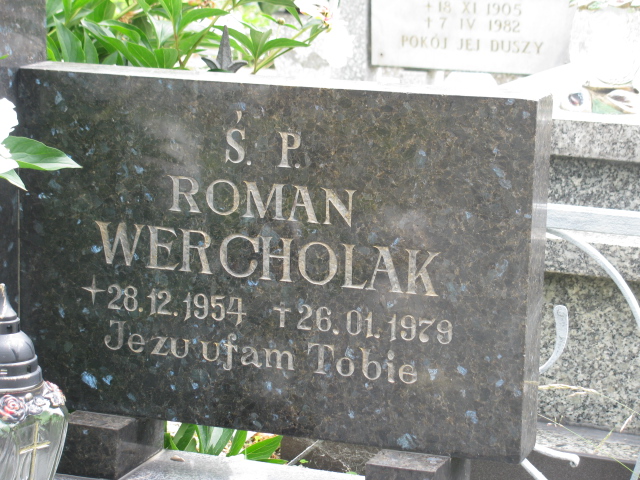 + 18 XI 1905
+ 7 IV 1982
POKÓJ JEJ DUSZY
Ś. P.
ROMAN
WERCHOLAK
+28.12.1954 +26.01.1979
Jezu ufam Tobie